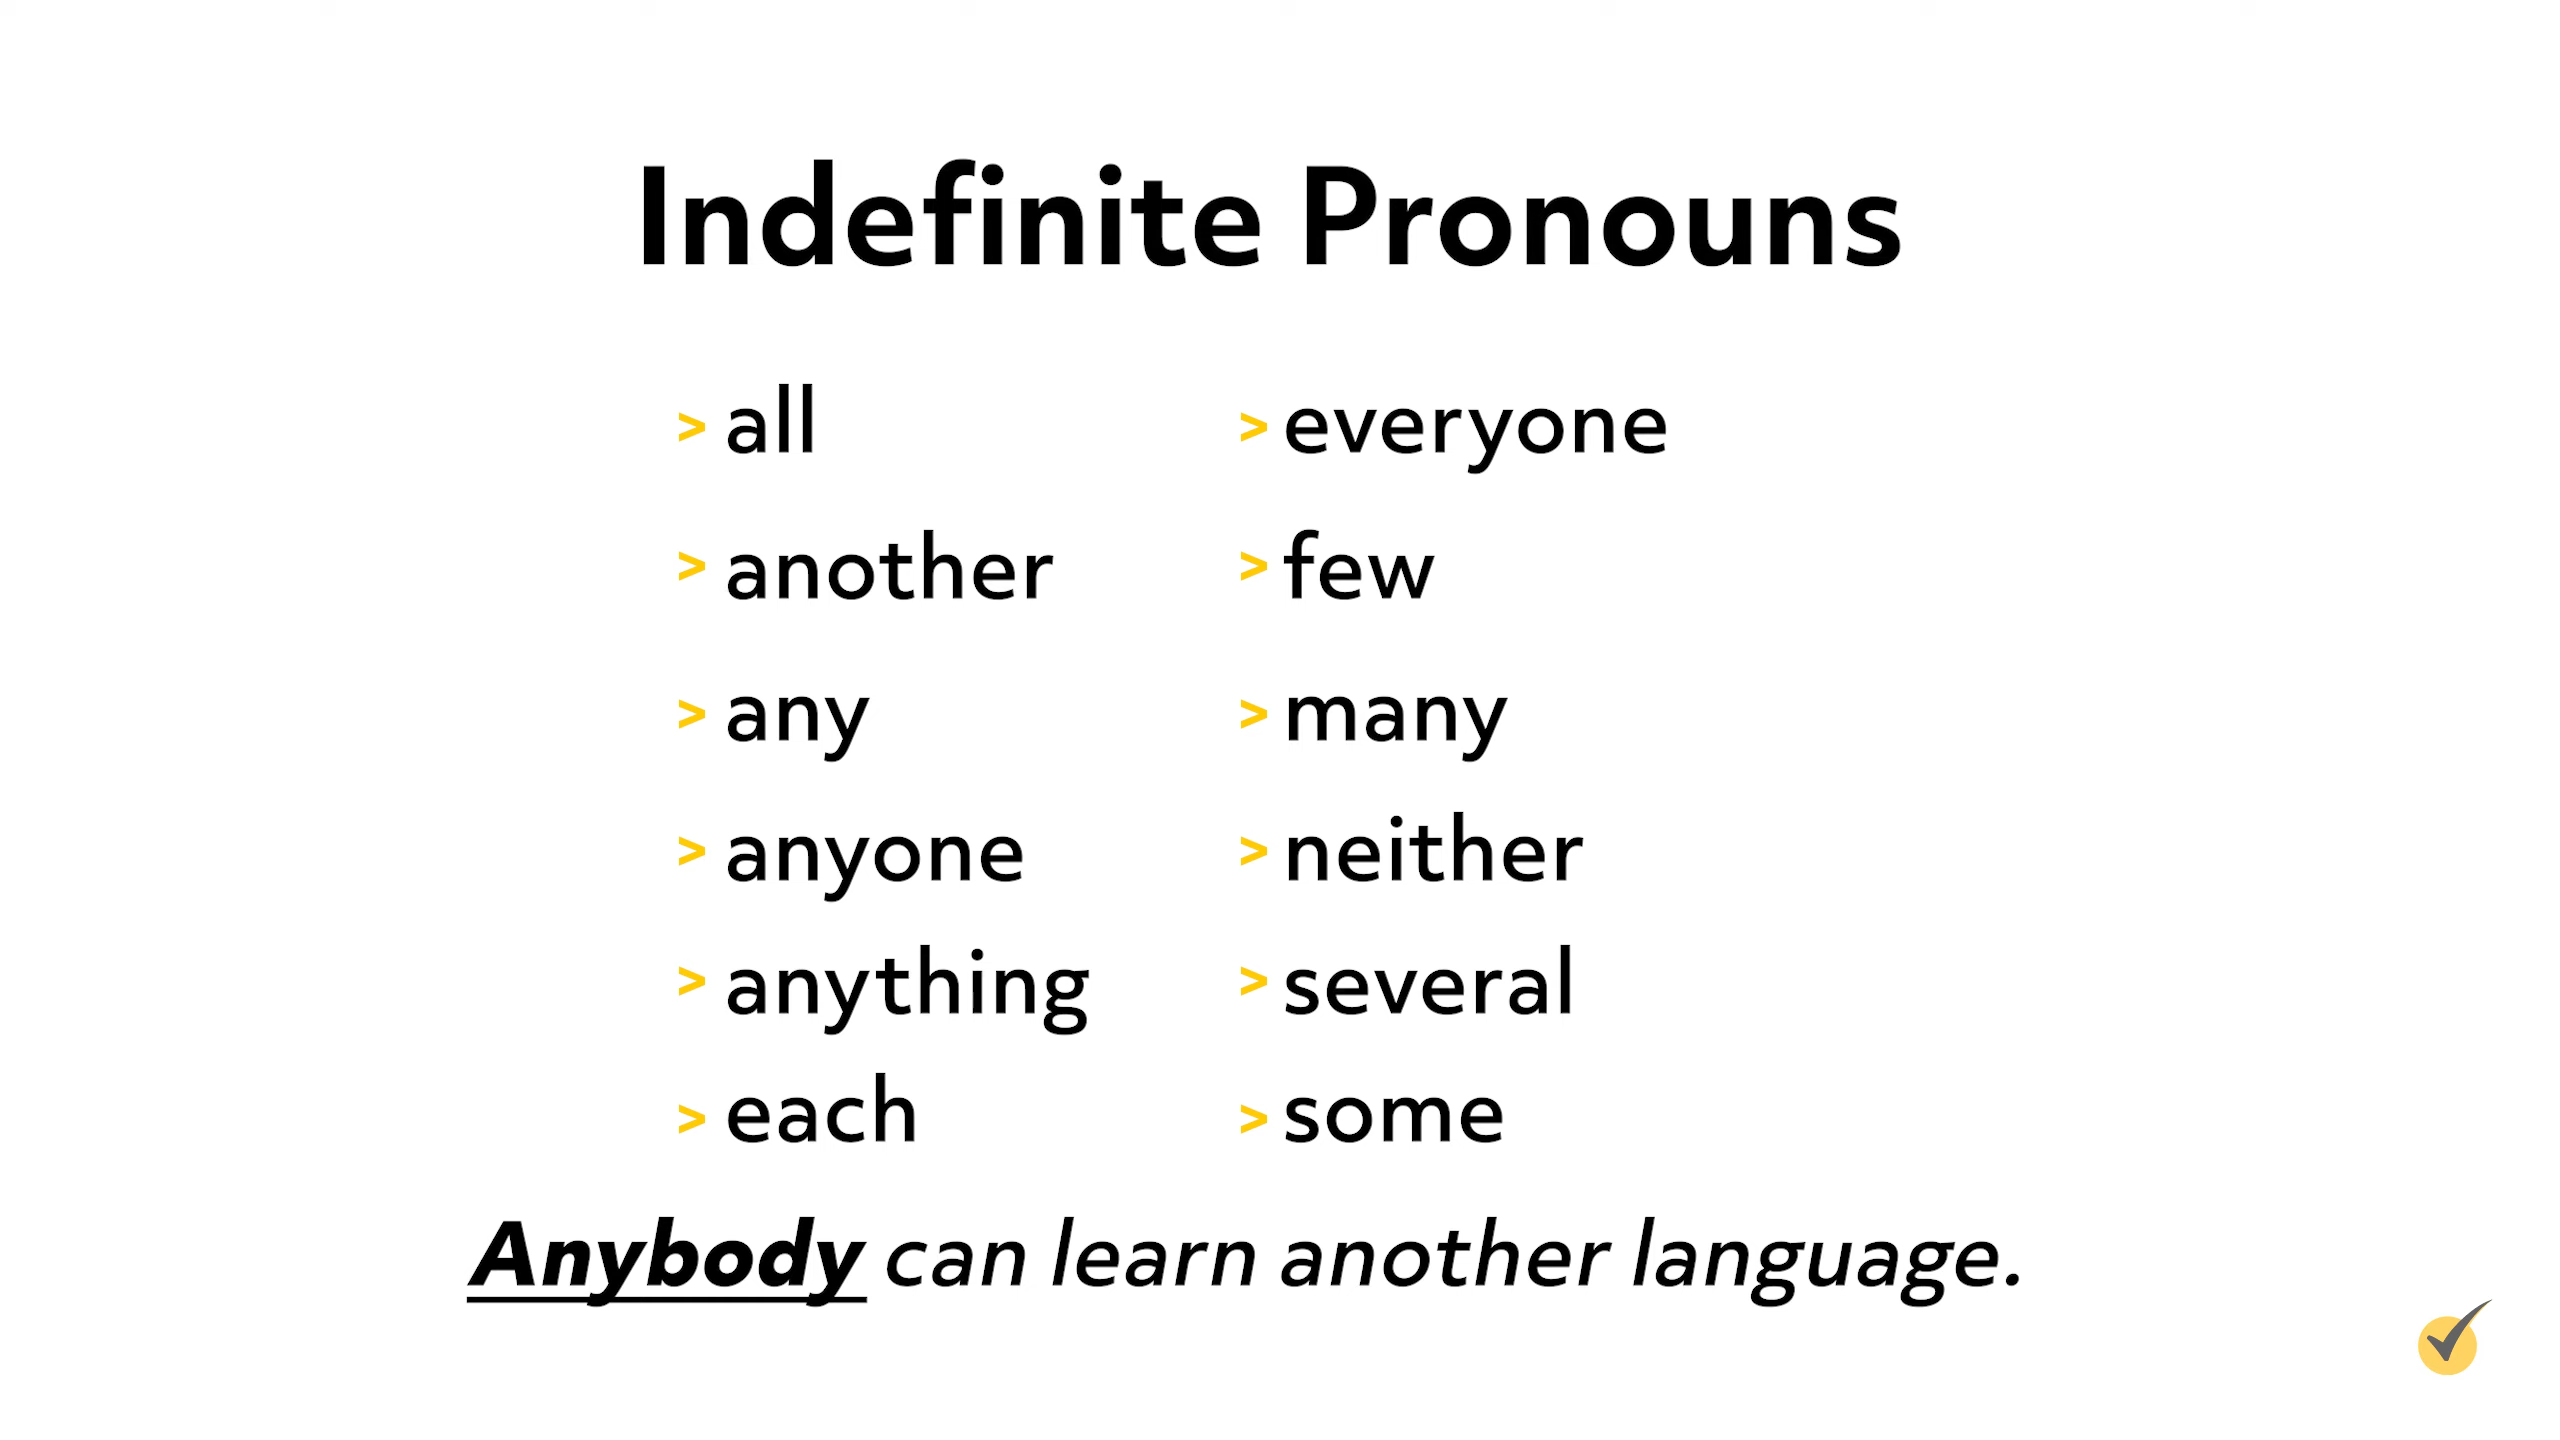 Indefinite Pronouns
> all
> another
> any
> anyone
> anything
> each
> everyone
> few
> many
> neither
> several
> some
Anybody can learn another language.